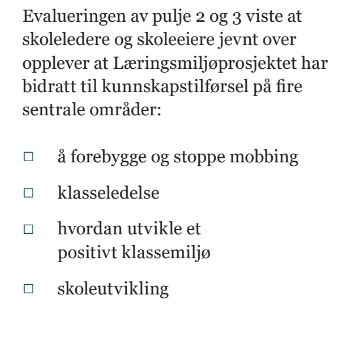 Evalueringen av pulje 2 og 3 viste at
skoleledere og skoleeiere jevnt over
opplever at Læringsmiljøprosjektet har
bidratt til kunnskapstilførsel på fire
sentrale områder:
□ å forebygge og stoppe mobbing
□ klasseledelse
□ hvordan utvikle et
positivt klassemiljø
□ skoleutvikling